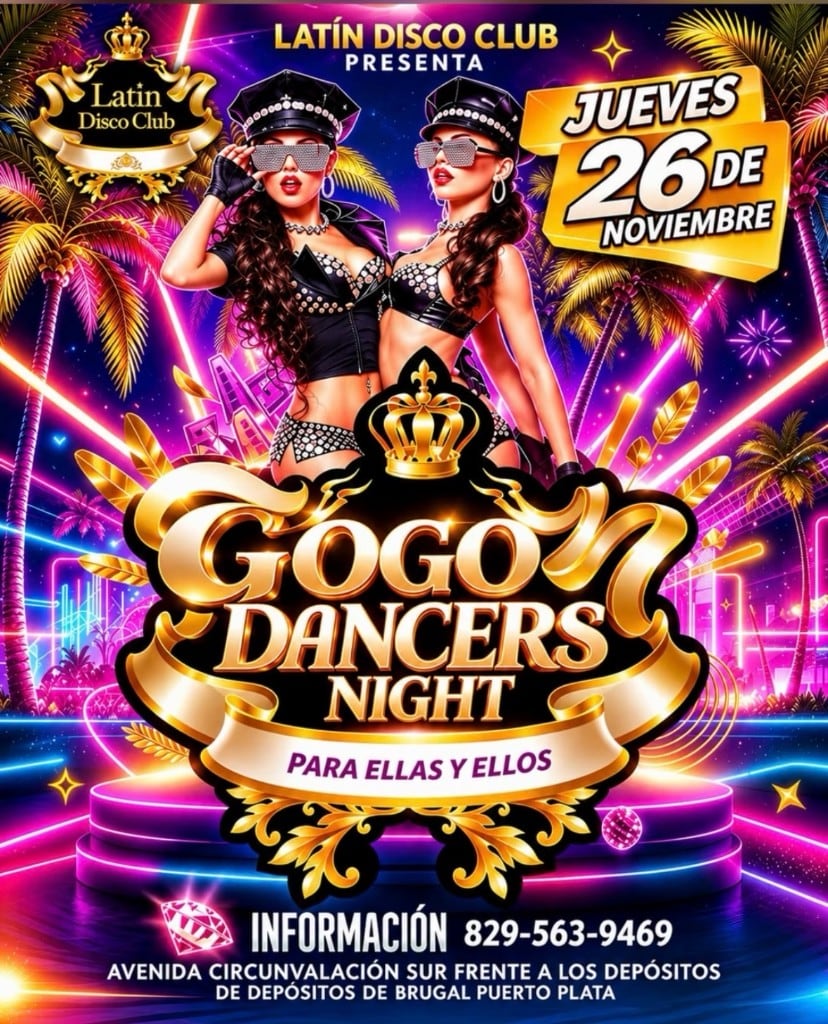 LATÍN DISCO CLUB
PRESENTA
Latin
Disco Club
JUEVES
26 DE
NOVIEMBRE
GOGO
DANCERS
NIGHT
PARA ELLAS Y ELLOS
INFORMACIÓN 829-563-9469
AVENIDA CIRCUNVALACIÓN SUR FRENTE A LOS DEPÓSITOS
DE DEPÓSITOS DE BRUGAL PUERTO PLATA